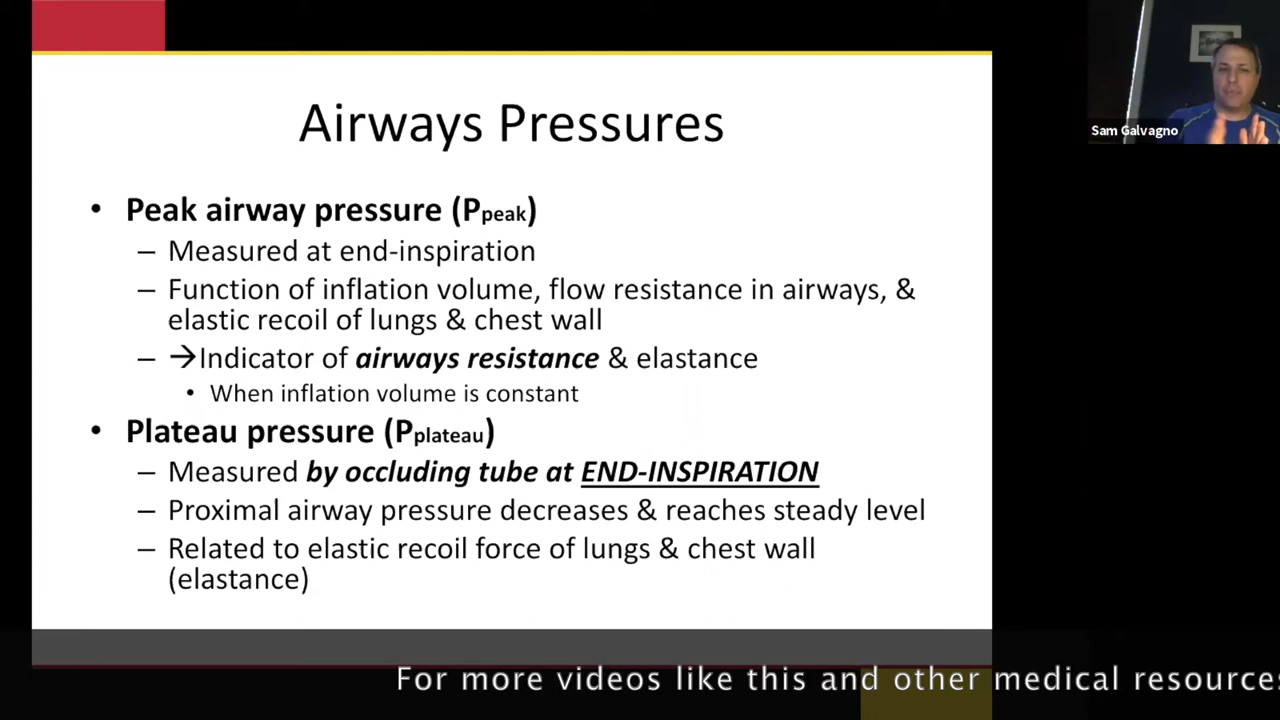 Airways Pressures
Sam Galvagno
• Peak airway pressure (Ppeak)
– Measured at end-inspiration
– Function of inflation volume, flow resistance in airways, &
elastic recoil of lungs & chest wall
– →Indicator of airways resistance & elastance
• When inflation volume is constant
• Plateau pressure (Pplateau)
– Measured by occluding tube at END-INSPIRATION
– Proximal airway pressure decreases & reaches steady level
– Related to elastic recoil force of lungs & chest wall
(elastance)
For more videos like this and other medical resources